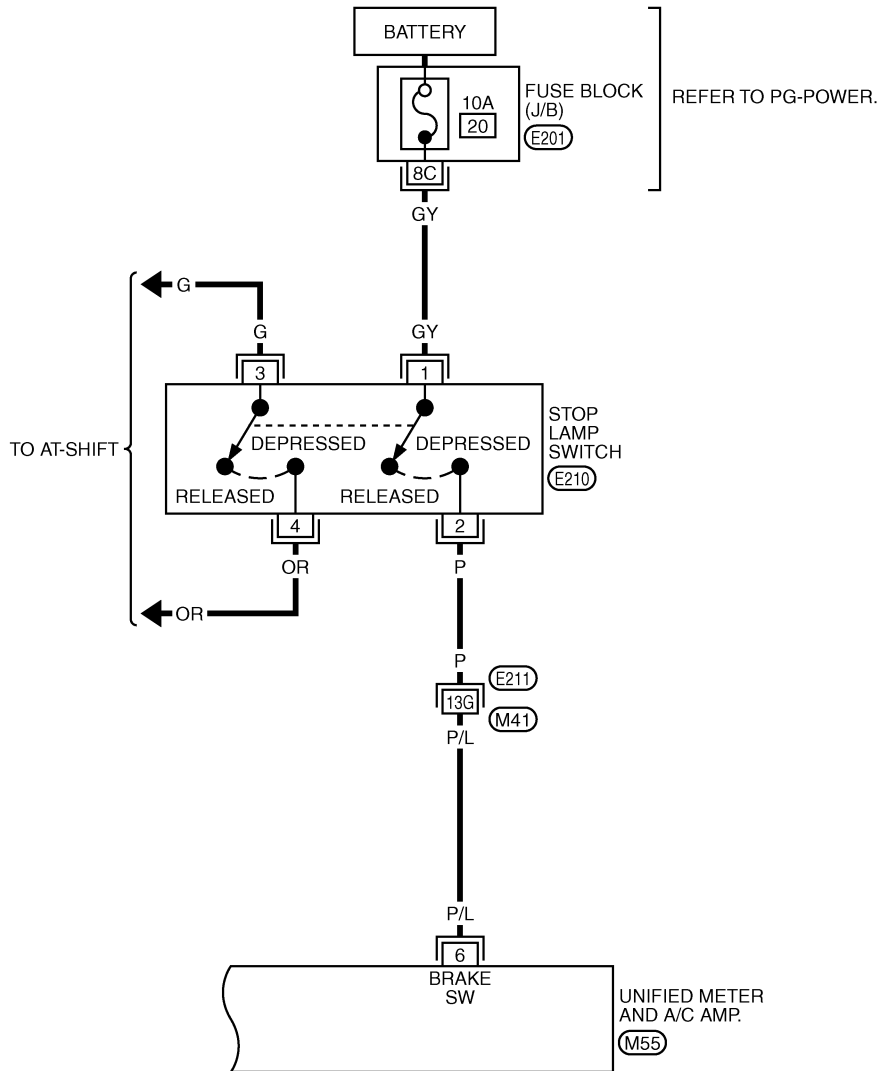 BATTERY
10A
20
FUSE BLOCK
(J/B)
E201
REFER TO PG-POWER.
8C
GY
G
G
GY
3
1
TO AT-SHIFT
DEPRESSED
DEPRESSED
RELEASED
RELEASED
STOP
LAMP
SWITCH
E210
4
2
OR
P
OR
P
E211
13G
M41
P/L
P/L
6
BRAKE
SW
UNIFIED METER
AND A/C AMP.
M55